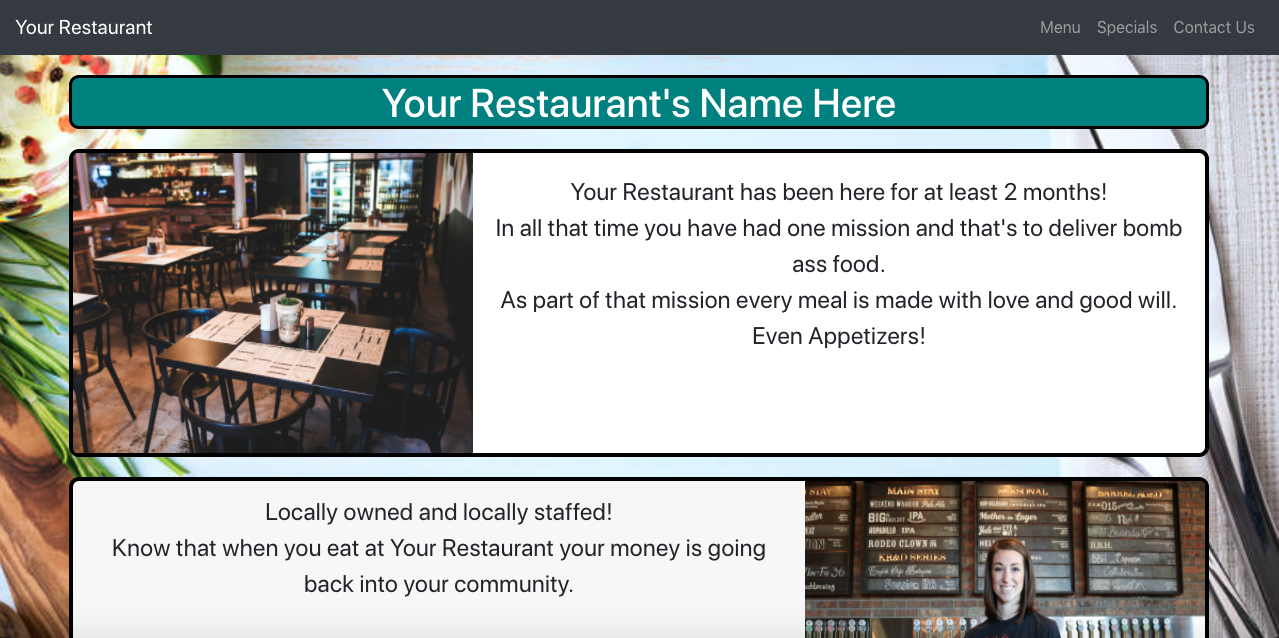 Your Restaurant
Menu Specials Contact Us
Your Restaurant's Name Here
Your Restaurant has been here for at least 2 months!
In all that time you have had one mission and that's to deliver bomb
ass food.
As part of that mission every meal is made with love and good will.
Even Appetizers!
Locally owned and locally staffed!
Know that when you eat at Your Restaurant your money is going
back into your community.
MAIN STAY
SEASONAL
BARREL AGED
BIG
IPA
Mother in Lager
RODEO CLOWN
KR&D SERIES
Session IPA